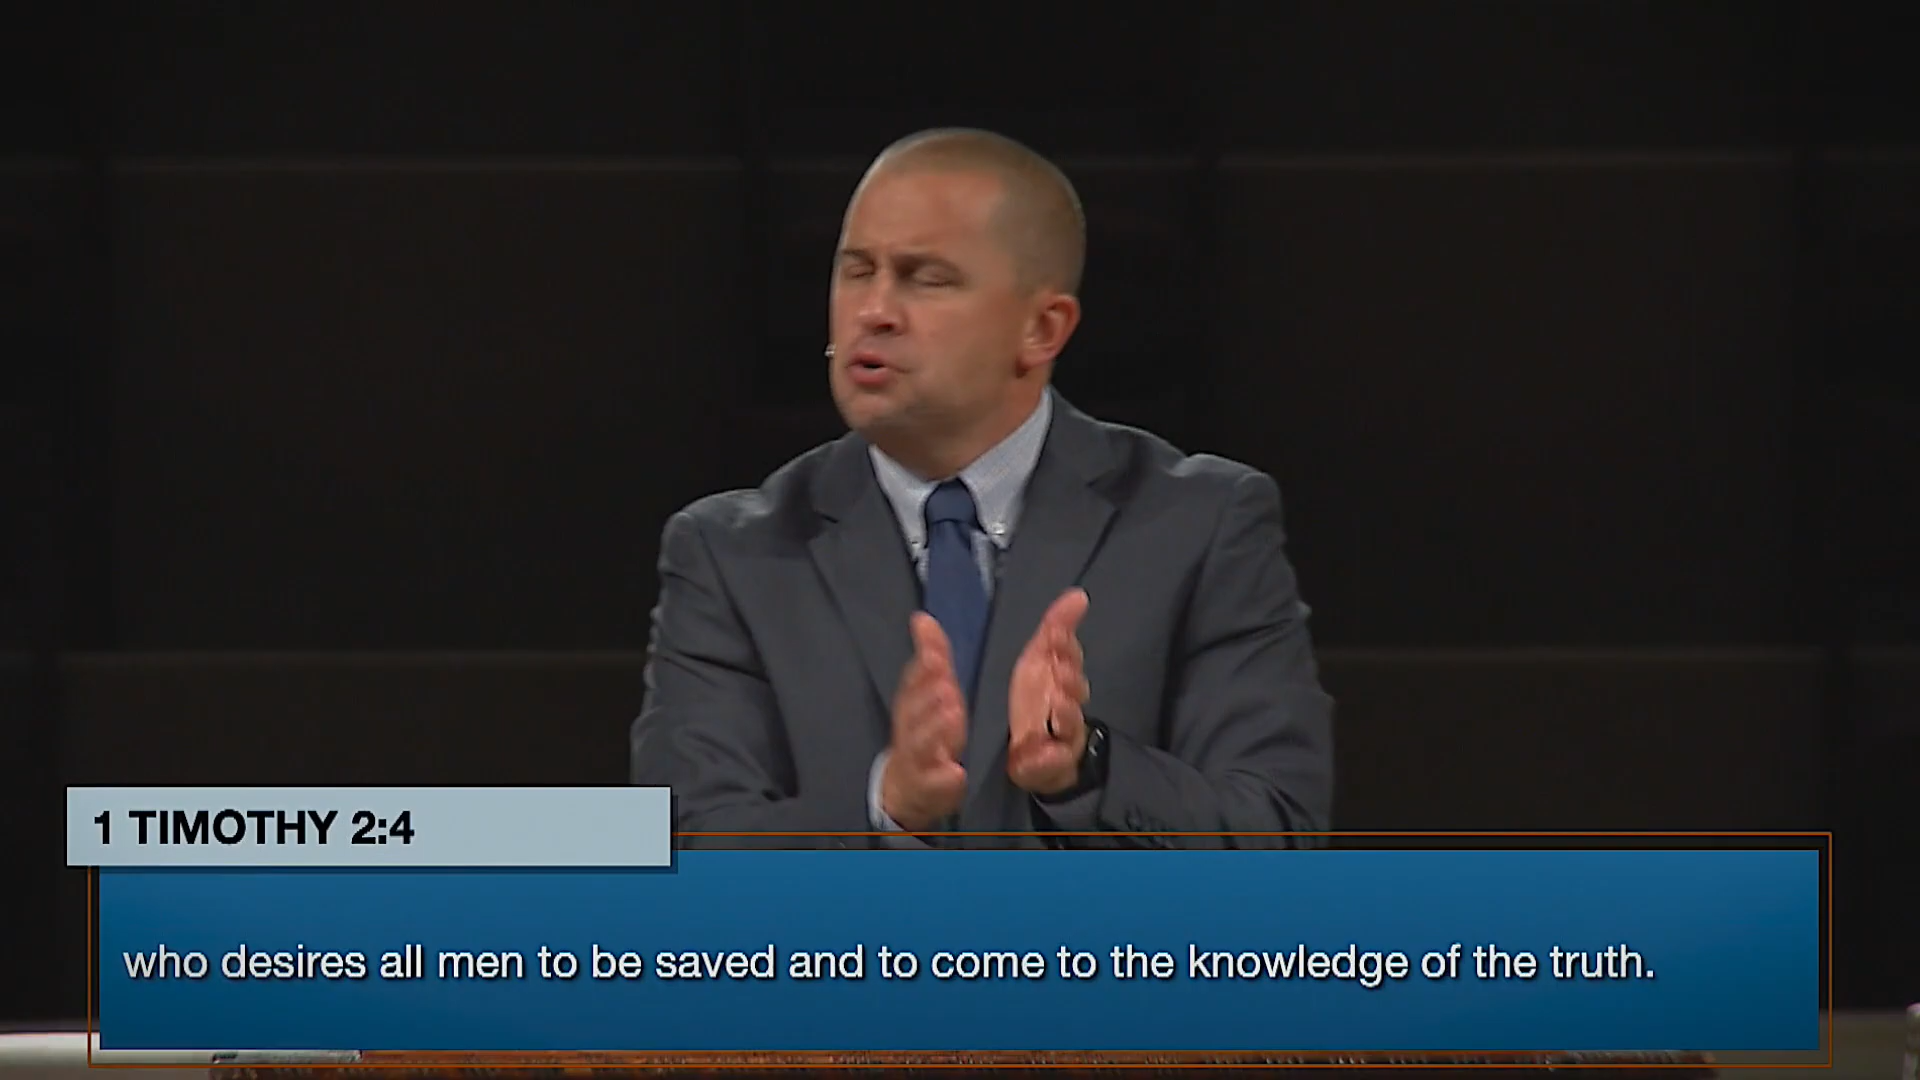 1 TIMOTHY 2:4
who desires all men to be saved and to come to the knowledge of the truth.